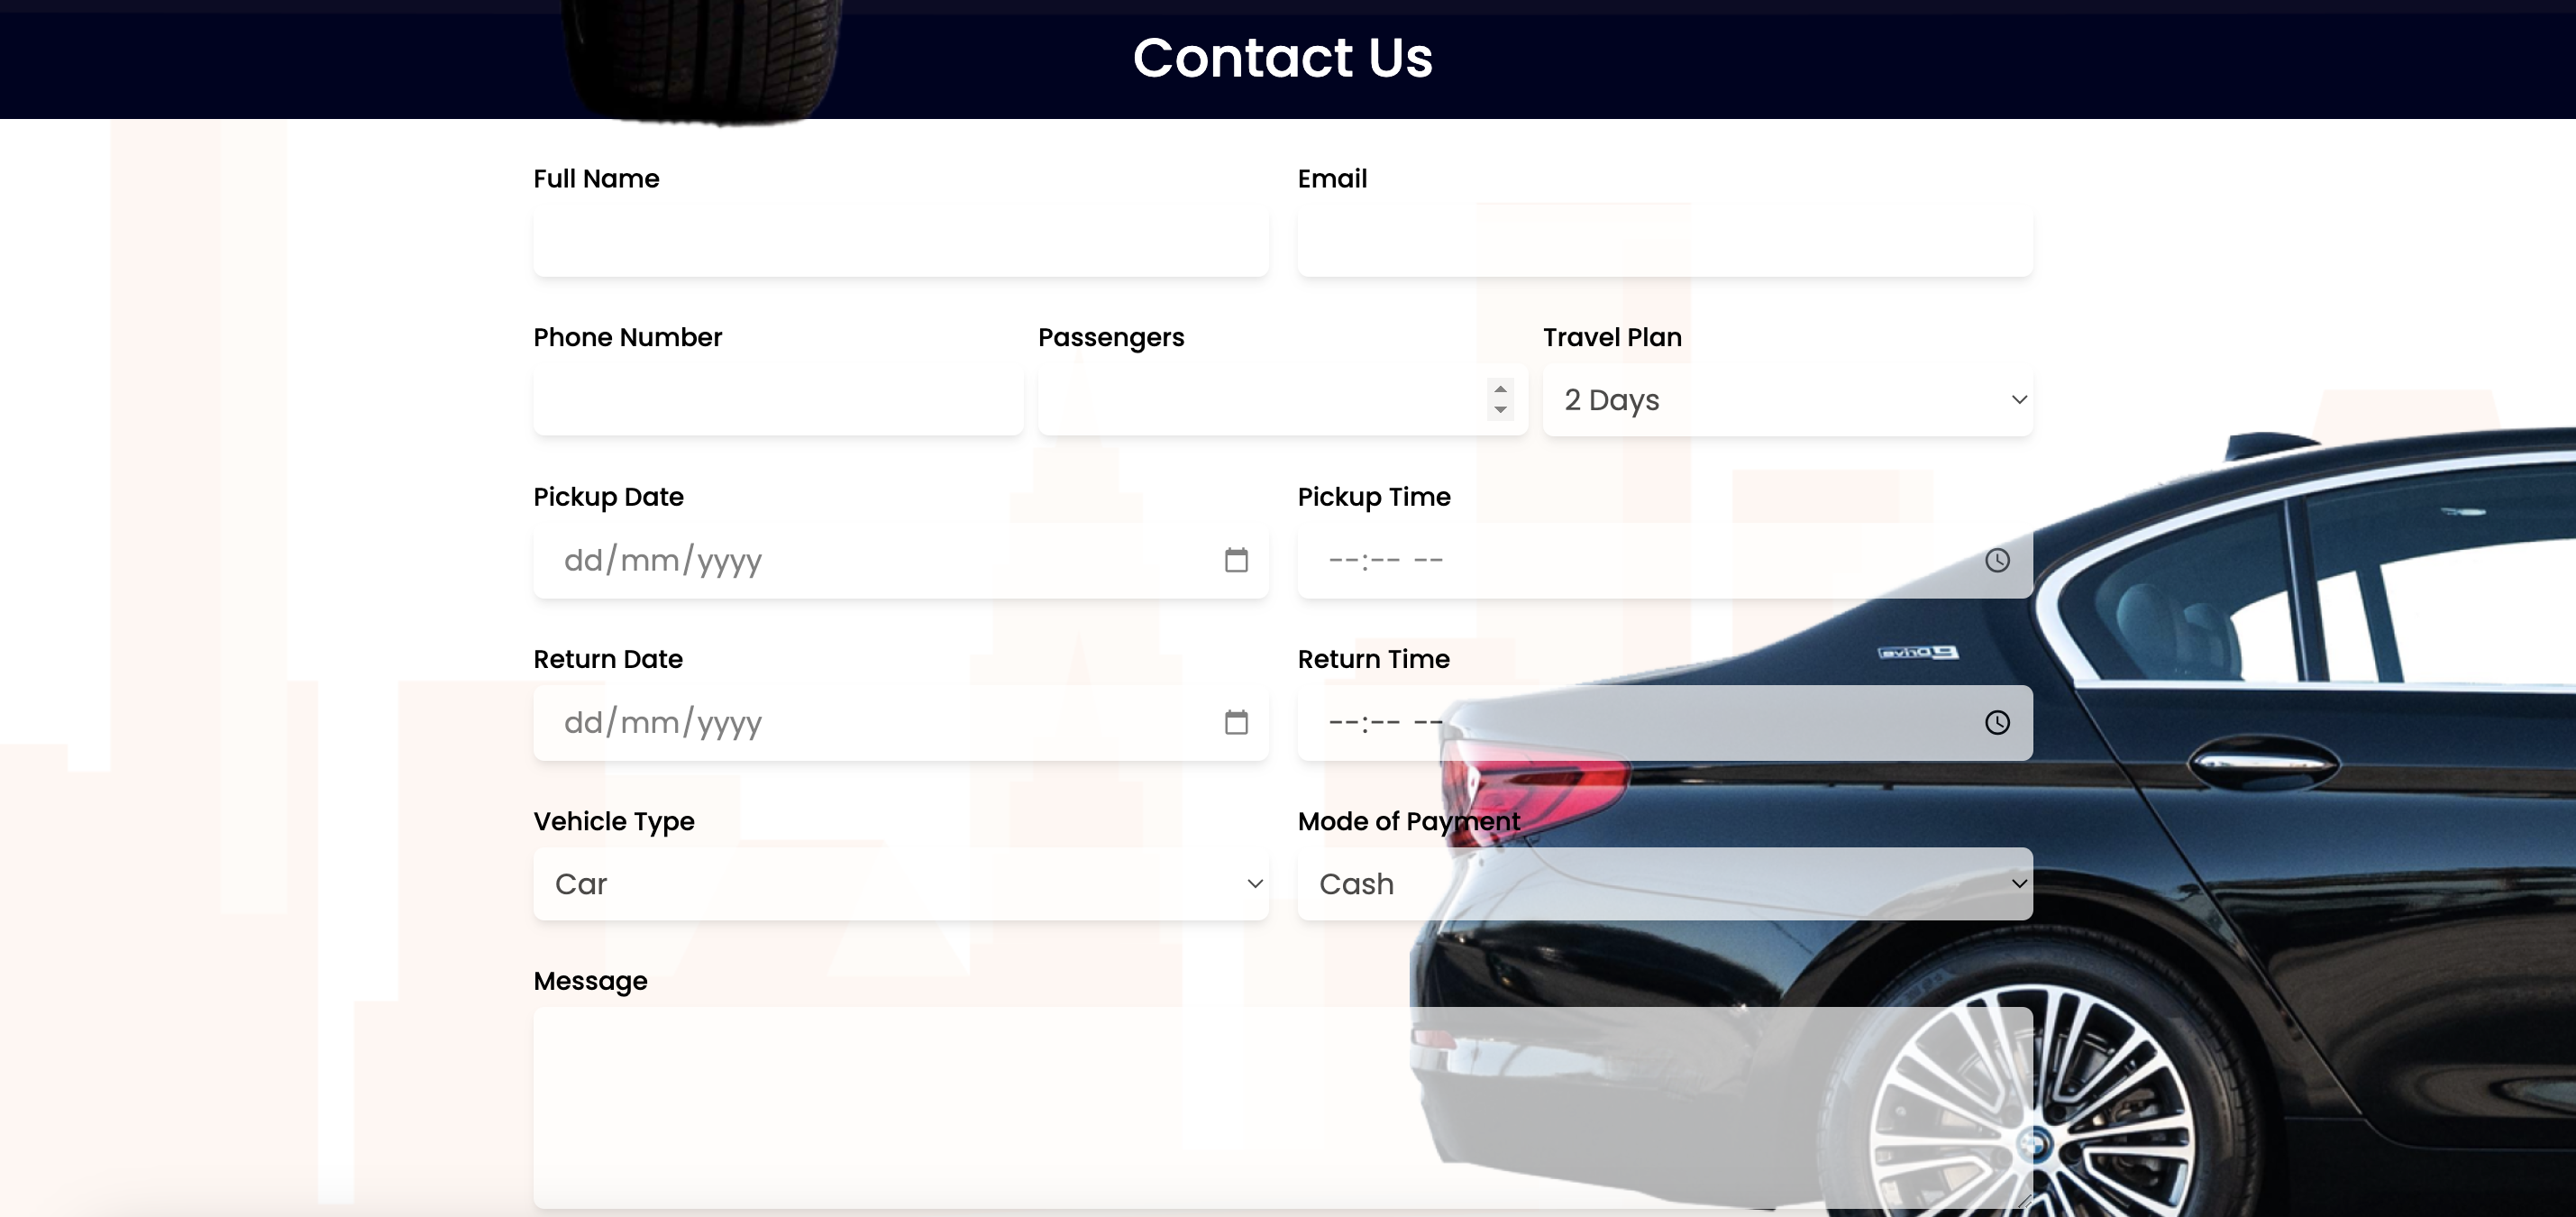 Contact Us
Full Name
Email
Phone Number
Passengers
Travel Plan
2 Days
Pickup Date
Pickup Time
dd/mm/yyyy
--:-- --
Return Date
Return Time
dd/mm/yyyy
--:-- --
Vehicle Type
Mode of Payment
Car
Cash
Message